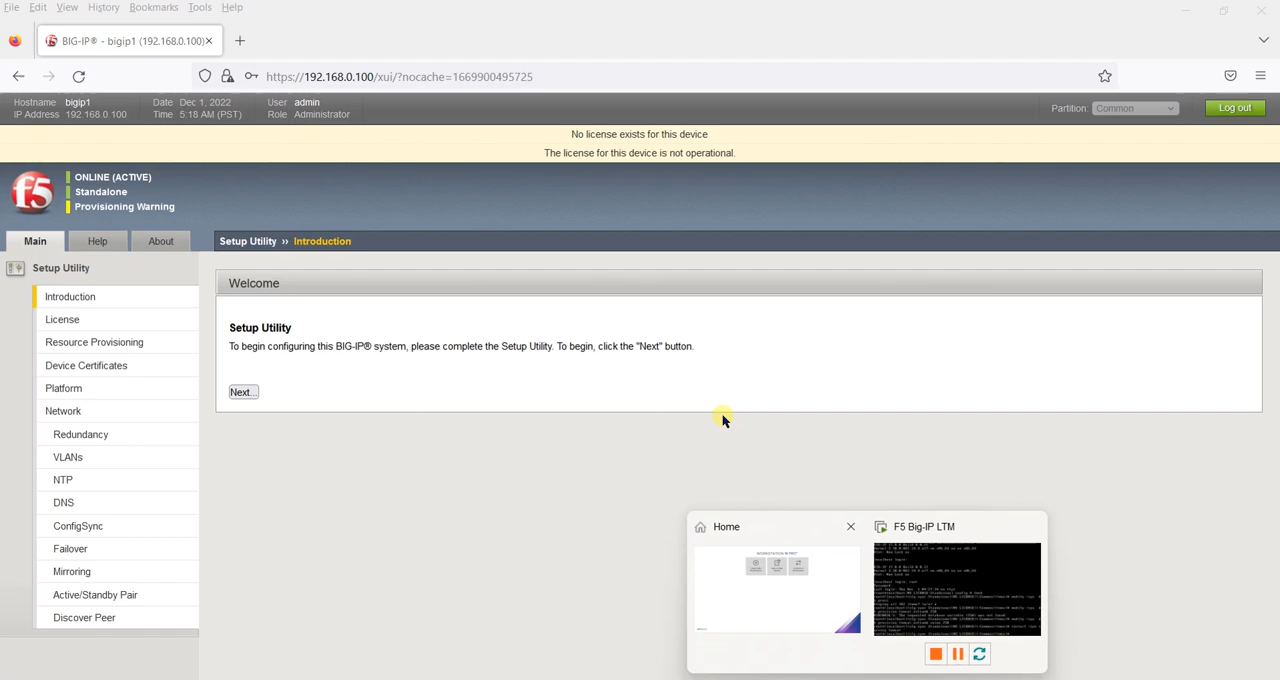 File Edit View History Bookmarks Tools Help
BIG-IP® - bigip1 (192.168.0.100)
https://192.168.0.100/xui/?nocache=1669900495725
Hostname bigip1 Date Dec 1, 2022 User admin
IP Address 192.168.0.100 Time 5:18 AM (PST) Role Administrator
Partition: Common Log out
No license exists for this device
The license for this device is not operational.
f5
ONLINE (ACTIVE)
Standalone
Provisioning Warning
Main Help About
Setup Utility ›› Introduction
Setup Utility
Introduction
License
Resource Provisioning
Device Certificates
Platform
Network
Redundancy
VLANs
NTP
DNS
ConfigSync
Failover
Mirroring
Active/Standby Pair
Discover Peer
Welcome
Setup Utility
To begin configuring this BIG-IP® system, please complete the Setup Utility. To begin, click the "Next" button.
Next...
Home
F5 Big-IP LTM